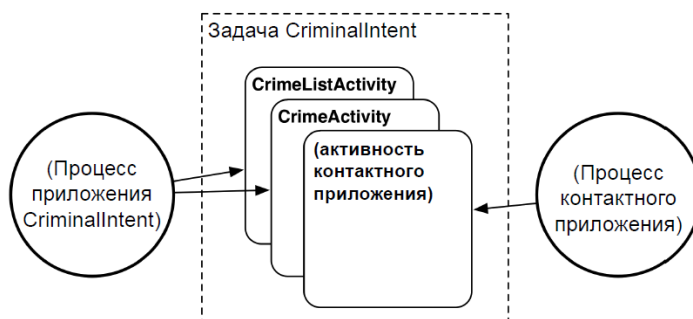 Задача CriminalIntent
CrimeListActivity
CrimeActivity
(активность
контактного
приложения)
(Процесс
приложения
CriminalIntent)
(Процесс
контактного
приложения)